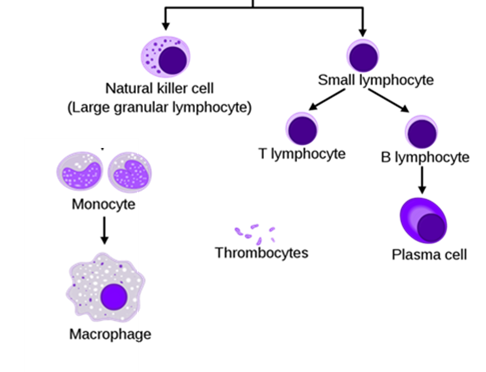 Natural killer cell
(Large granular lymphocyte)
Small lymphocyte
T lymphocyte
B lymphocyte
Monocyte
Thrombocytes
Plasma cell
Macrophage